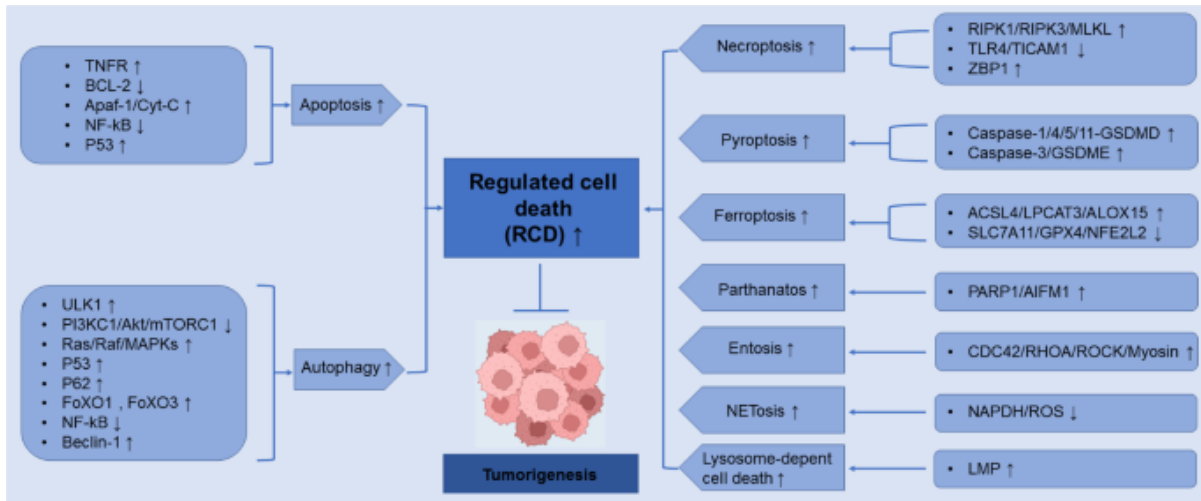 TNFR ↑
BCL-2 ↓
Apaf-1/Cyt-C ↑
NF-kB ↓
P53 ↑
Apoptosis ↑
ULK1 ↑
PI3KC1/Akt/mTORC1 ↓
Ras/Raf/MAPKs ↑
P53 ↑
P62 ↑
FoXO1 , FoXO3 ↑
NF-kB ↓
Beclin-1 ↑
Autophagy ↑
Regulated cell
death
(RCD) ↑
Tumorigenesis
Necroptosis ↑
RIPK1/RIPK3/MLKL ↑
TLR4/TICAM1 ↓
ZBP1 ↑
Pyroptosis ↑
Caspase-1/4/5/11-GSDMD ↑
Caspase-3/GSDME ↑
Ferroptosis ↑
ACSL4/LPCAT3/ALOX15 ↑
SLC7A11/GPX4/NFE2L2 ↓
Parthanatos ↑
PARP1/AIFM1 ↑
Entosis ↑
CDC42/RHOA/ROCK/Myosin ↑
NETosis ↑
NAPDH/ROS ↓
Lysosome-depent
cell death ↑
LMP ↑